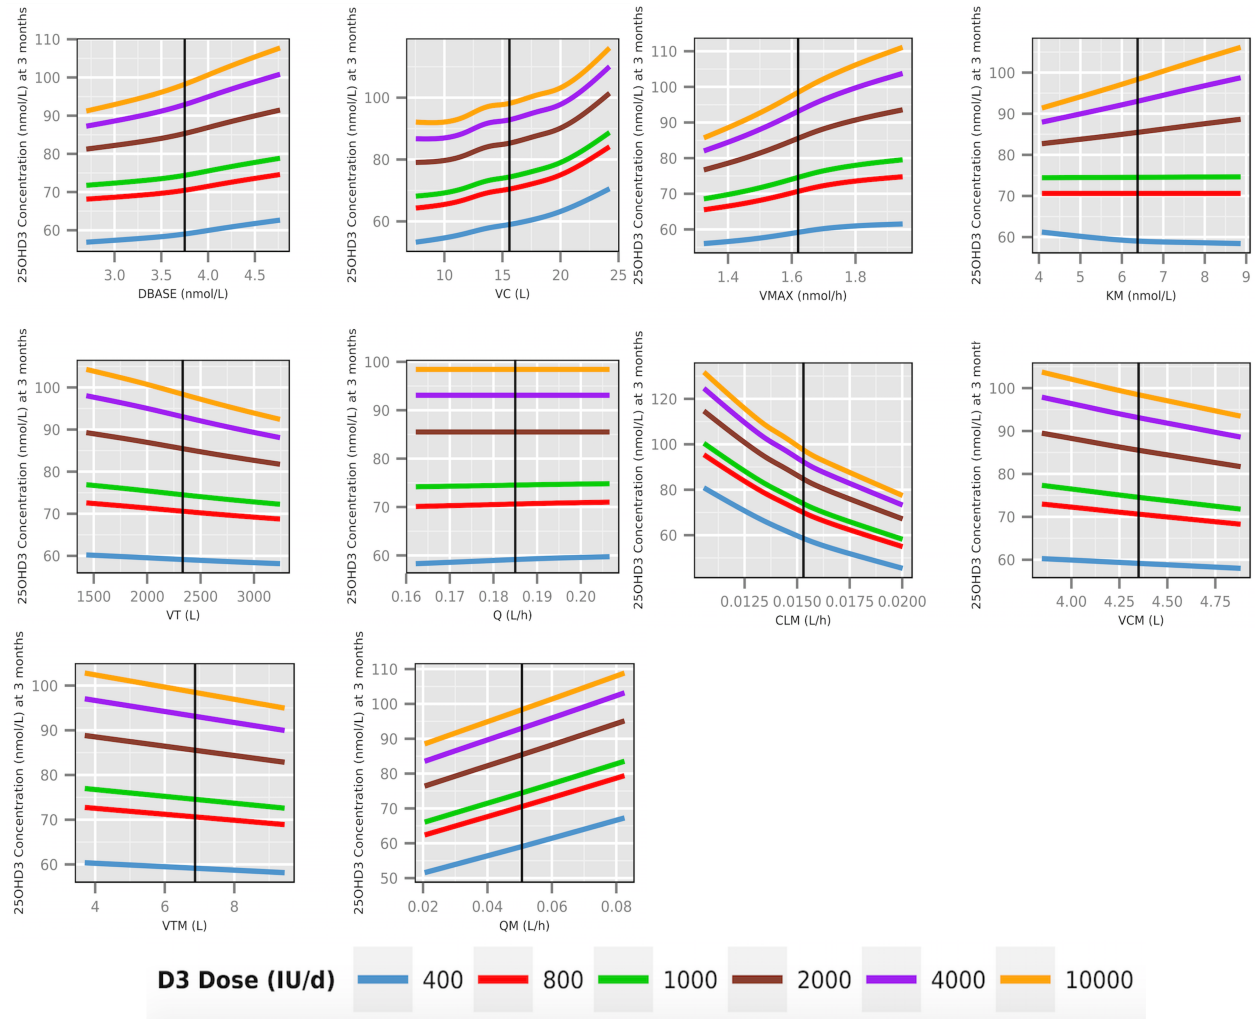 25OHD3 Concentration (nmol/L) at 3 months
110
100
90
80
70
60
3.0 3.5 4.0 4.5
DBASE (nmol/L)
25OHD3 Concentration (nmol/L) at 3 months
100
80
60
10 15 20 25
VC (L)
25OHD3 Concentration (nmol/L) at 3 months
110
100
90
80
70
60
1.4 1.6 1.8
VMAX (nmol/h)
25OHD3 Concentration (nmol/L) at 3 months
100
90
80
70
60
4 5 6 7 8 9
KM (nmol/L)
25OHD3 Concentration (nmol/L) at 3 months
100
90
80
70
60
1500 2000 2500 3000
VT (L)
25OHD3 Concentration (nmol/L) at 3 months
100
90
80
70
60
0.16 0.17 0.18 0.19 0.20
Q (L/h)
25OHD3 Concentration (nmol/L) at 3 months
120
100
80
60
0.0125 0.0150 0.0175 0.0200
CLM (L/h)
25OHD3 Concentration (nmol/L) at 3 mont
100
90
80
70
60
4.00 4.25 4.50 4.75
VCM (L)
25OHD3 Concentration (nmol/L) at 3 months
100
90
80
70
60
4 6 8
VTM (L)
25OHD3 Concentration (nmol/L) at 3 months
110
100
90
80
70
60
50
0.02 0.04 0.06 0.08
QM (L/h)
D3 Dose (IU/d) 400 800 1000 2000 4000 10000